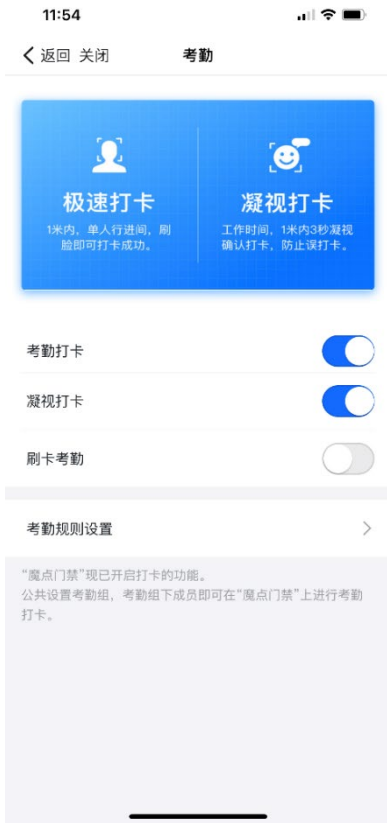 11:54
返回 关闭
考勤
极速打卡
1米内，单人行进间，刷
脸即可打卡成功。
凝视打卡
工作时间，1米内3秒凝视
确认打卡，防止误打卡。
考勤打卡
凝视打卡
刷卡考勤
考勤规则设置
“魔点门禁”现已开启打卡的功能。
公共设置考勤组，考勤组下成员即可在“魔点门禁”上进行考勤
打卡。